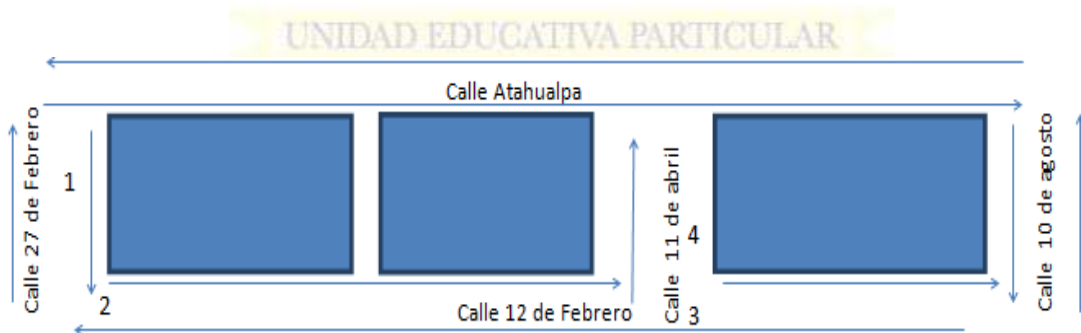 UNIDAD EDUCATIVA PARTICULAR
Calle Atahualpa
Calle 27 de Febrero
1
2
Calle 12 de Febrero
Calle 11 de abril
4
3
Calle 10 de agosto